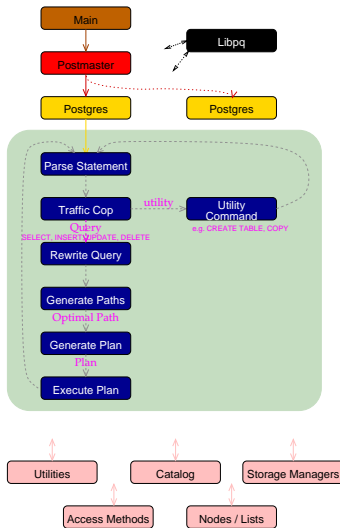 Main
Libpq
Postmaster
Postgres
Postgres
Parse Statement
Traffic Cop
utility
Utility
Command
Query
SELECT, INSERT, UPDATE, DELETE
e.g. CREATE TABLE, COPY
Rewrite Query
Generate Paths
Optimal Path
Generate Plan
Plan
Execute Plan
Utilities
Catalog
Storage Managers
Access Methods
Nodes / Lists